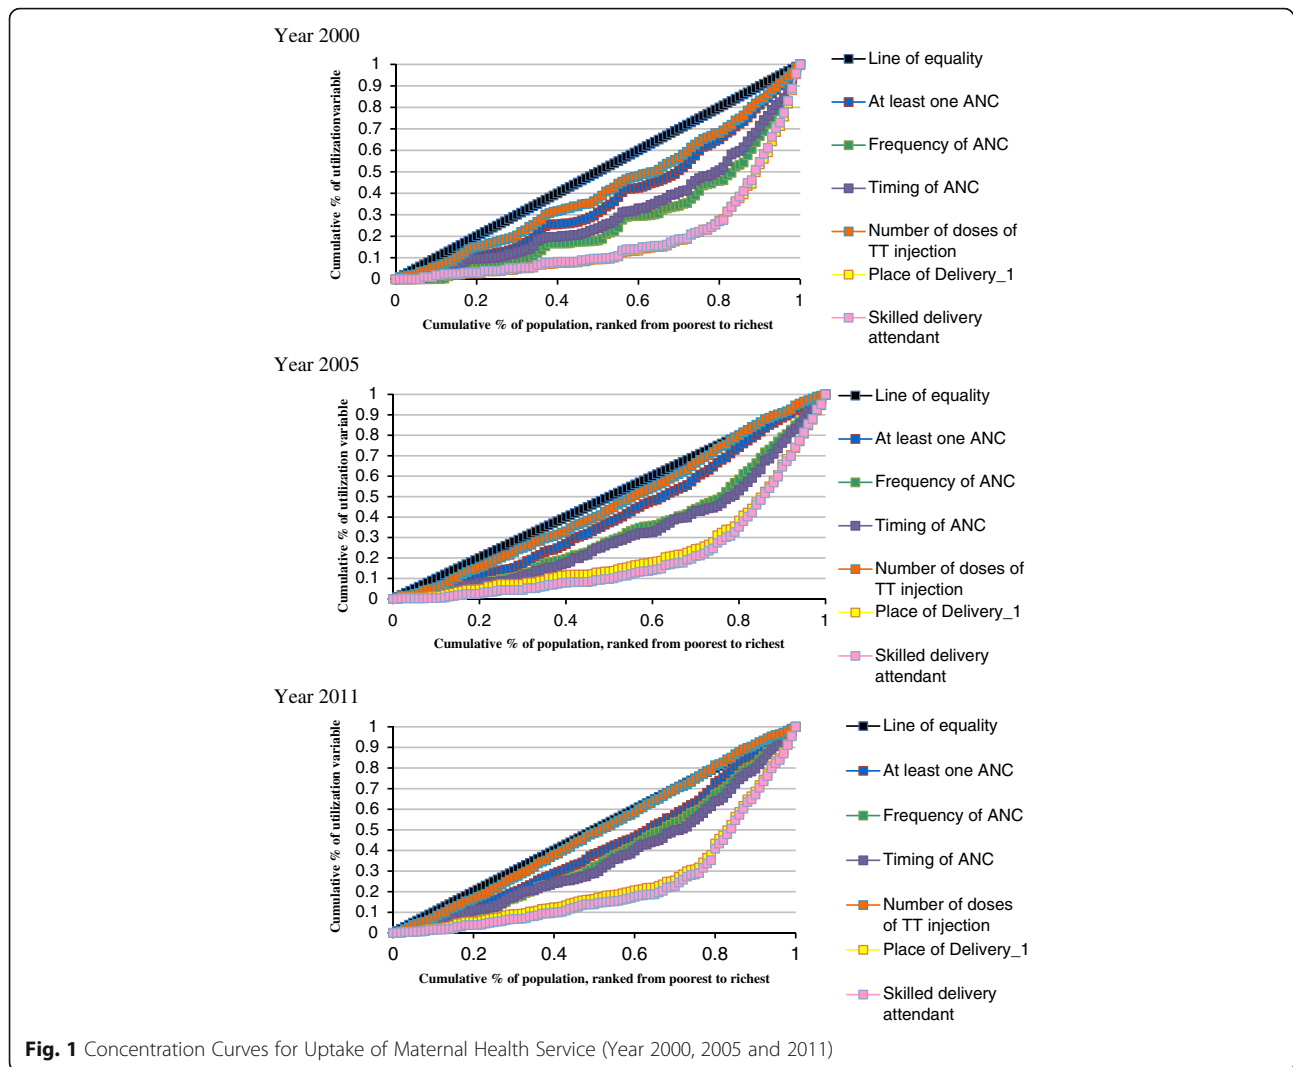 Year 2000
Cumulative % of utilizationvariable
1
0.9
0.8
0.7
0.6
0.5
0.4
0.3
0.2
0.1
0
0 0.2 0.4 0.6 0.8 1
Cumulative % of population, ranked from poorest to richest
Line of equality
At least one ANC
Frequency of ANC
Timing of ANC
Number of doses of
TT injection
Place of Delivery_1
Skilled delivery
attendant
Year 2005
Cumulative % of utilization variable
1
0.9
0.8
0.7
0.6
0.5
0.4
0.3
0.2
0.1
0
0 0.2 0.4 0.6 0.8 1
Cumulative % of population, ranked from poorest to richest
Line of equality
At least one ANC
Frequency of ANC
Timing of ANC
Number of doses of
TT injection
Place of Delivery_1
Skilled delivery
attendant
Year 2011
Cumulative % of utilization variable
1
0.9
0.8
0.7
0.6
0.5
0.4
0.3
0.2
0.1
0
0 0.2 0.4 0.6 0.8 1
Cumulative % of population, ranked from poorest to richest
Line of equality
At least one ANC
Frequency of ANC
Timing of ANC
Number of doses
of TT injection
Place of Delivery_1
Skilled delivery
attendant
Fig. 1 Concentration Curves for Uptake of Maternal Health Service (Year 2000, 2005 and 2011)